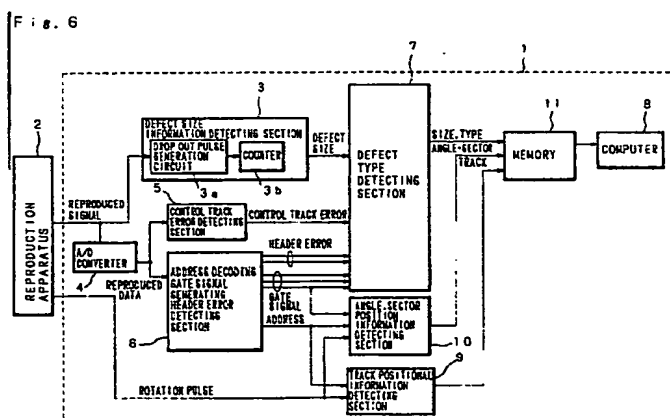 Fig. 6
7
1
3
2
DEFECT SIZE
INFORMATION DETECTING SECTION
DROP OUT PULSE
GENERATION
CIRCUIT
COUNTER
3a
3b
DEFECT
SIZE
DEFECT
TYPE
DETECTING
SECTION
SIZE, TYPE
ANGLE-SECTOR
TRACK
11
MEMORY
8
COMPUTER
REPRODUCTION
APPARATUS
REPRODUCED
SIGNAL
5
CONTROL TRACK
ERROR DETECTING
SECTION
CONTROL TRACK ERROR
A/D
CONVERTER
4
REPRODUCED
DATA
HEADER ERROR
ADDRESS DECODING
GATE SIGNAL
GENERATING
HEADER ERROR
DETECTING
SECTION
6
GATE
SIGNAL
ADDRESS
ANGLE.SECTOR
POSITION
INFORMATION
DETECTING
SECTION
10
9
ROTATION PULSE
TRACK POSITIONAL
INFORMATION
DETECTING
SECTION